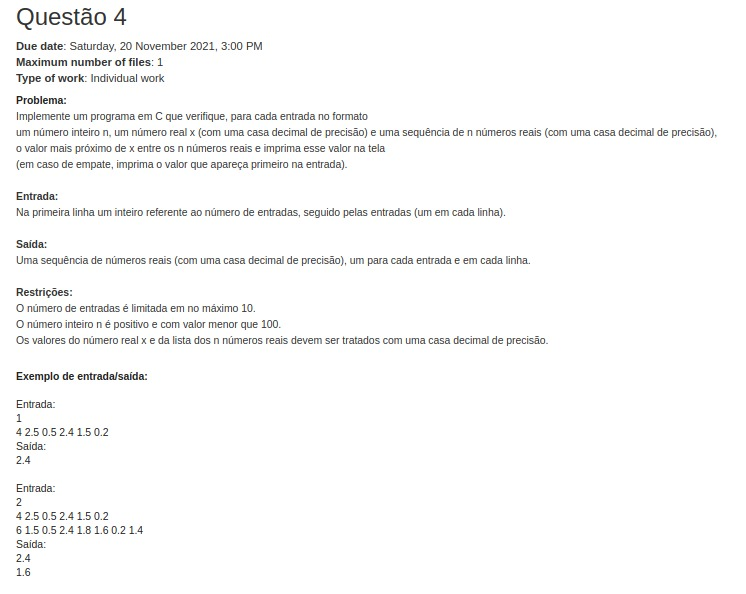 Questão 4
Due date: Saturday, 20 November 2021, 3:00 PM
Maximum number of files: 1
Type of work: Individual work
Problema:
Implemente um programa em C que verifique, para cada entrada no formato
um número inteiro n, um número real x (com uma casa decimal de precisão) e uma sequência de n números reais (com uma casa decimal de precisão),
o valor mais próximo de x entre os n números reais e imprima esse valor na tela
(em caso de empate, imprima o valor que apareça primeiro na entrada).
Entrada:
Na primeira linha um inteiro referente ao número de entradas, seguido pelas entradas (um em cada linha).
Saída:
Uma sequência de números reais (com uma casa decimal de precisão), um para cada entrada e em cada linha.
Restrições:
O número de entradas é limitada em no máximo 10.
O número inteiro n é positivo e com valor menor que 100.
Os valores do número real x e da lista dos n números reais devem ser tratados com uma casa decimal de precisão.
Exemplo de entrada/saída:
Entrada:
1
4 2.5 0.5 2.4 1.5 0.2
Saída:
2.4
Entrada:
2
4 2.5 0.5 2.4 1.5 0.2
6 1.5 0.5 2.4 1.8 1.6 0.2 1.4
Saída:
2.4
1.6